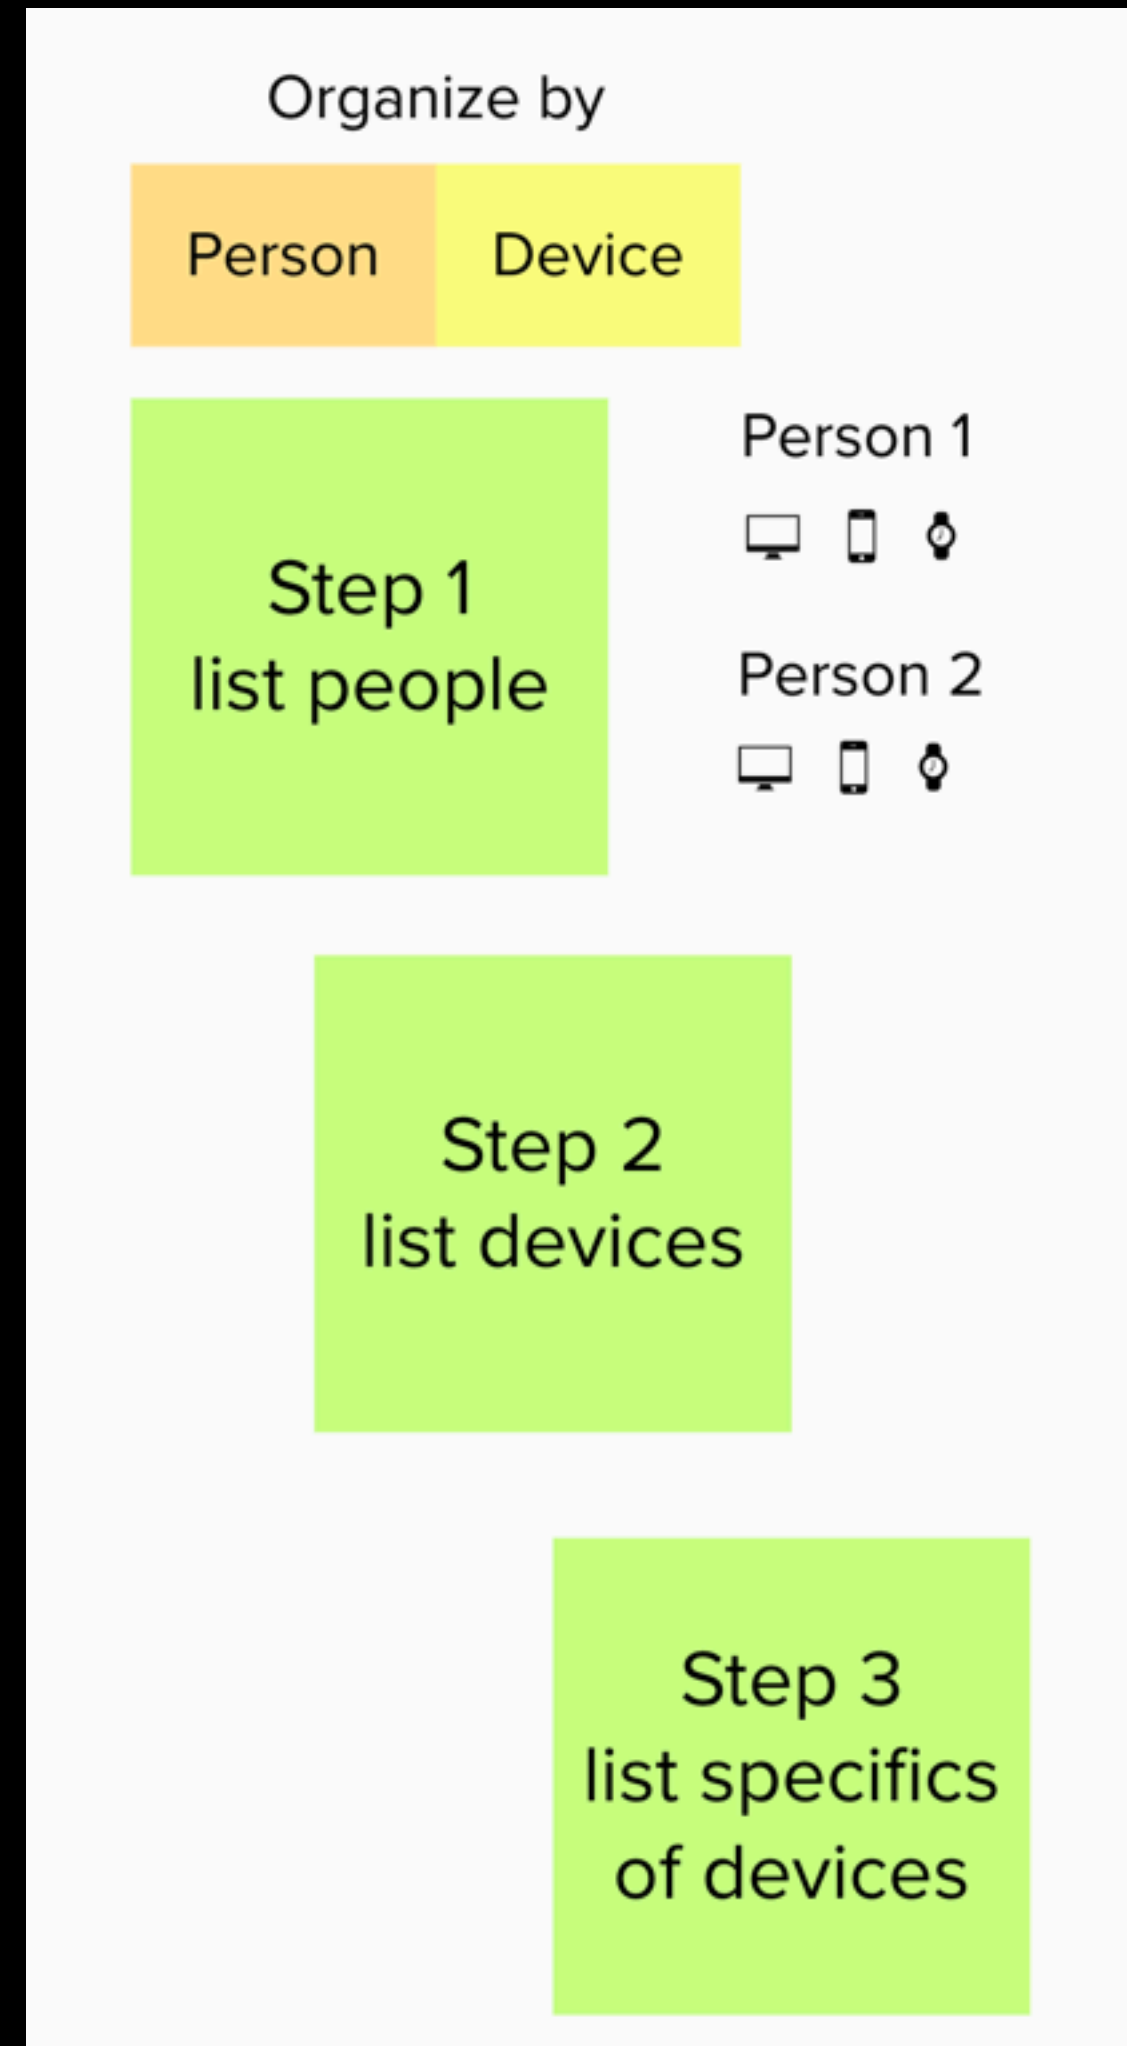 Organize by
Person
Device
Step 1
list people
Person 1
Person 2
Step 2
list devices
Step 3
list specifics
of devices